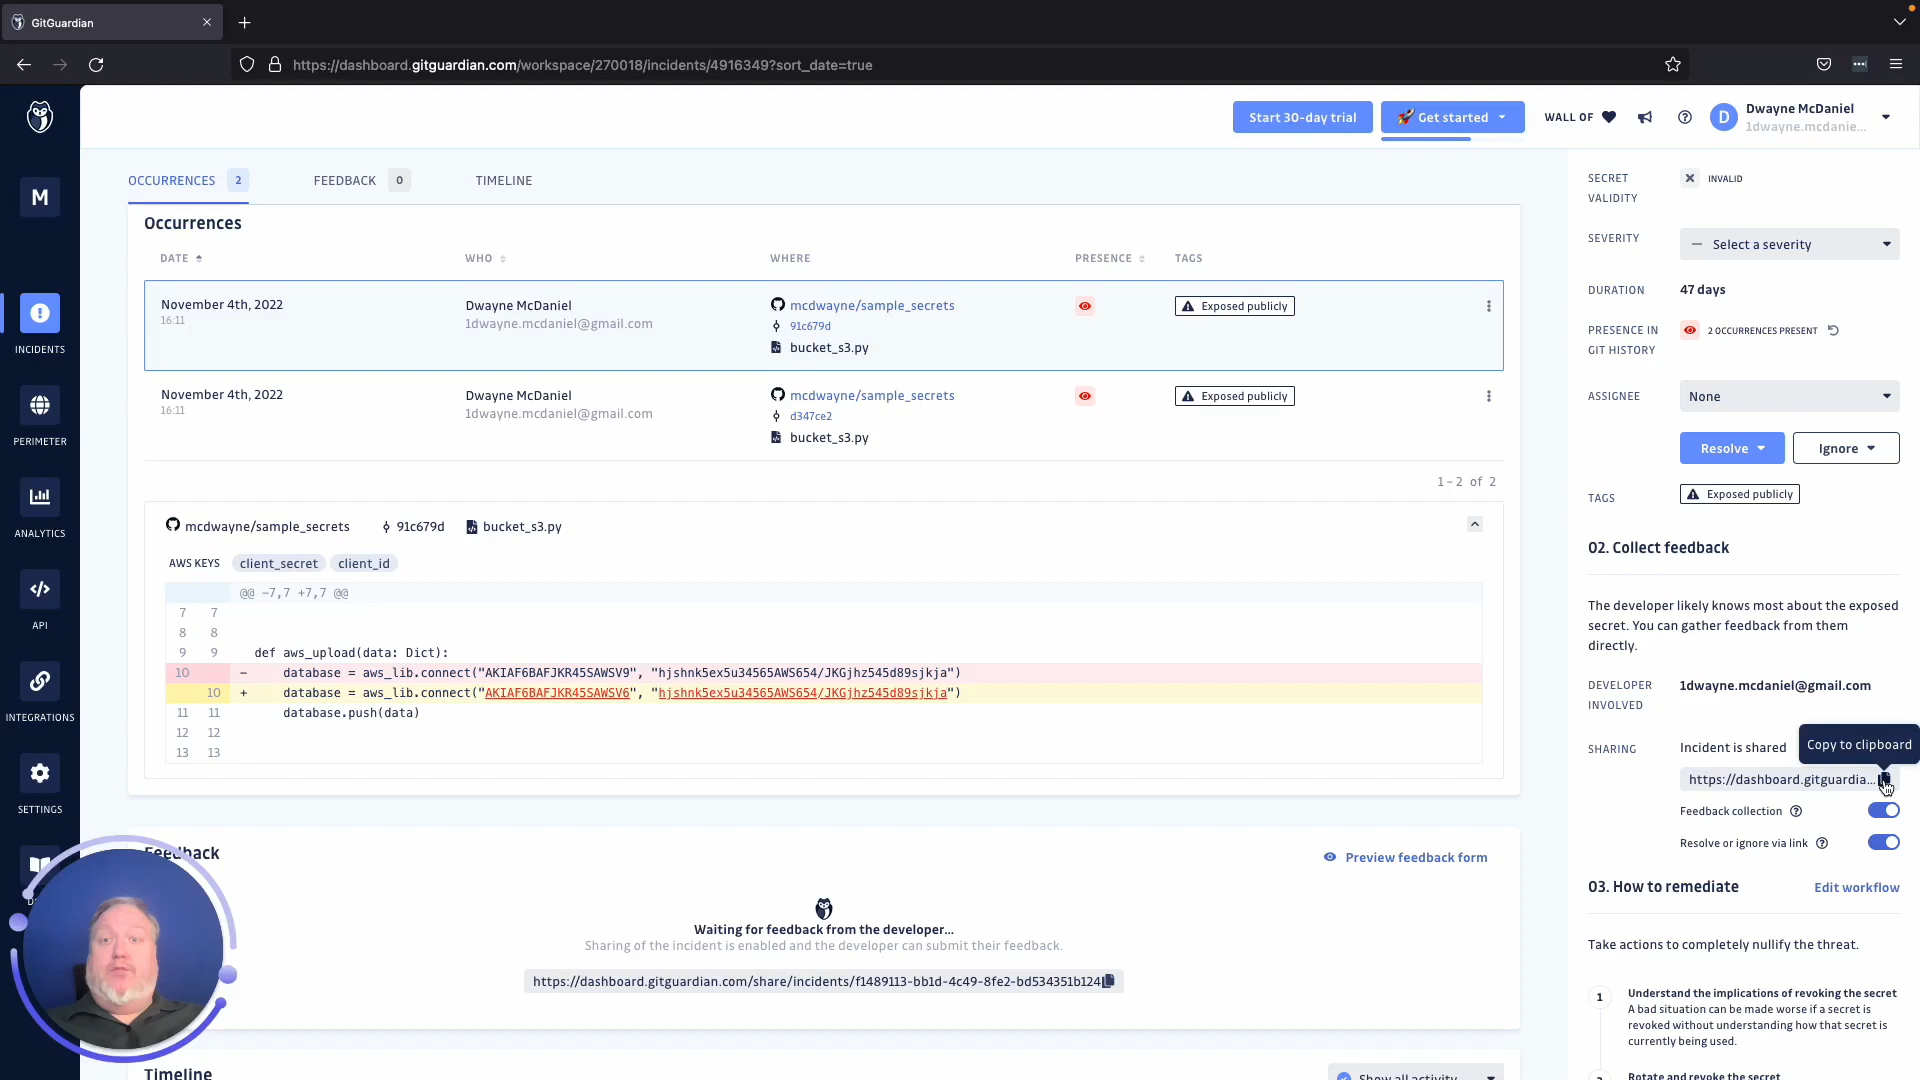 GitGuardian
https://dashboard.gitguardian.com/workspace/270018/incidents/4916349?sort_date=true
Start 30-day trial
Get started
WALL OF
D
Dwayne McDaniel
1dwayne.mcdanie...
M
INCIDENTS
PERIMETER
ANALYTICS
API
INTEGRATIONS
SETTINGS
OCCURRENCES 2
FEEDBACK 0
TIMELINE
Occurrences
DATE WHO WHERE PRESENCE TAGS
November 4th, 2022 Dwayne McDaniel mcdwayne/sample_secrets Exposed publicly
16:11 1dwayne.mcdaniel@gmail.com 91c679d
bucket_s3.py
November 4th, 2022 Dwayne McDaniel mcdwayne/sample_secrets Exposed publicly
16:11 1dwayne.mcdaniel@gmail.com d347ce2
bucket_s3.py
1-2 of 2
mcdwayne/sample_secrets 91c679d bucket_s3.py
AWS KEYS client_secret client_id
@@ -7,7 +7,7 @@
7 7
8 8
9 9 def aws_upload(data: Dict):
10 - database = aws_lib.connect("AKIAF6BAFJKR45SAWSV9", "hjshnk5ex5u34565AWS654/JKGjhz545d89sjkja")
10 + database = aws_lib.connect("AKIAF6BAFJKR45SAWSV6", "hjshnk5ex5u34565AWS654/JKGjhz545d89sjkja")
11 11 database.push(data)
12 12
13 13
Feedback
Preview feedback form
Waiting for feedback from the developer...
Sharing of the incident is enabled and the developer can submit their feedback.
https://dashboard.gitguardian.com/share/incidents/f1489113-bb1d-4c49-8fe2-bd534351b124
Timeline
Show all activity
SECRET VALIDITY
INVALID
SEVERITY
Select a severity
DURATION
47 days
PRESENCE IN GIT HISTORY
2 OCCURRENCES PRESENT
ASSIGNEE
None
Resolve
Ignore
TAGS
Exposed publicly
02. Collect feedback
The developer likely knows most about the exposed
secret. You can gather feedback from them
directly.
DEVELOPER INVOLVED
1dwayne.mcdaniel@gmail.com
SHARING
Incident is shared
Copy to clipboard
https://dashboard.gitguardia...
Feedback collection
Resolve or ignore via link
03. How to remediate
Edit workflow
Take actions to completely nullify the threat.
1
Understand the implications of revoking the secret
A bad situation can be made worse if a secret is
revoked without understanding how that secret is
currently being used.
Rotate and revoke the secret